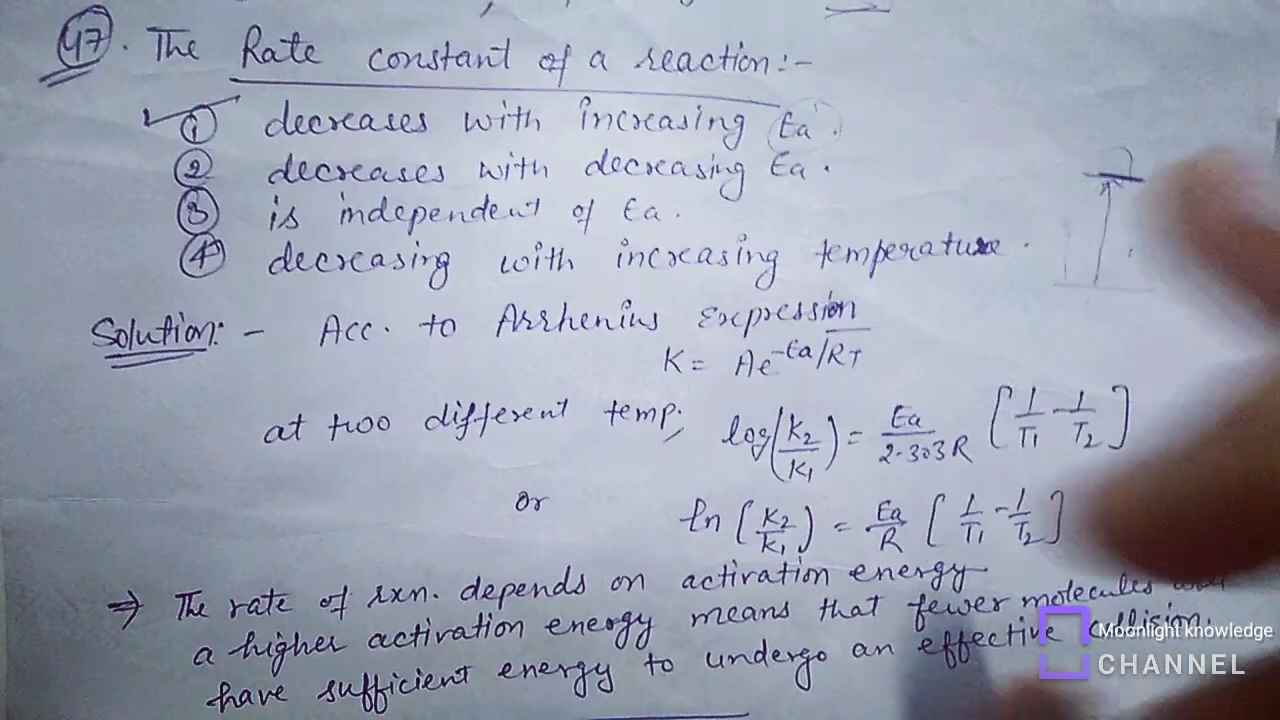 47. The Rate constant of a reaction:-
① decreases with increasing Ea.
② decreases with decreasing Ea.
③ is independent of Ea.
④ decreasing with increasing temperature.
Solution:- Acc. to Arrhenius Expression
K = Ae^-Ea/RT
at two different temp; log(K2/K1) = Ea/2.303R [1/T1 - 1/T2]
or
ln [K2/K1] = Ea/R [1/T1 - 1/T2]
⇒ The rate of rxn. depends on activation energy
a higher activation energy means that fewer molecules
have sufficient energy to undergo an effective collision.
Moonlight knowledge
CHANNEL